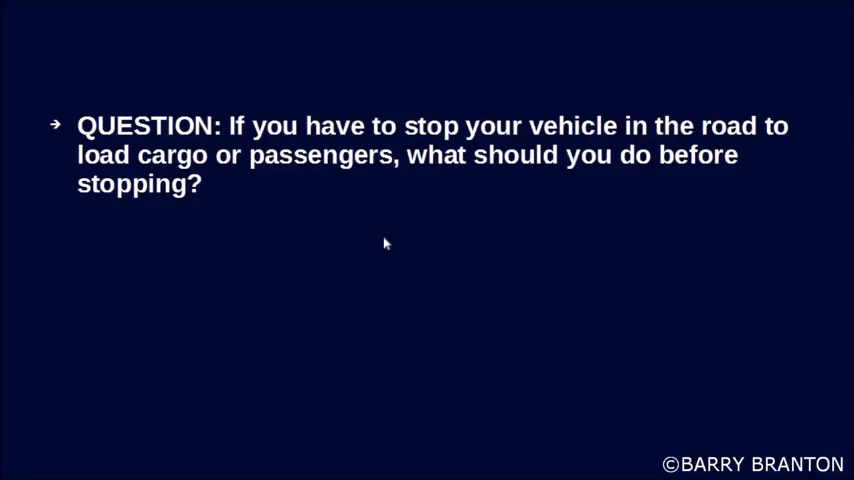 → QUESTION: If you have to stop your vehicle in the road to
load cargo or passengers, what should you do before
stopping?
©BARRY BRANTON